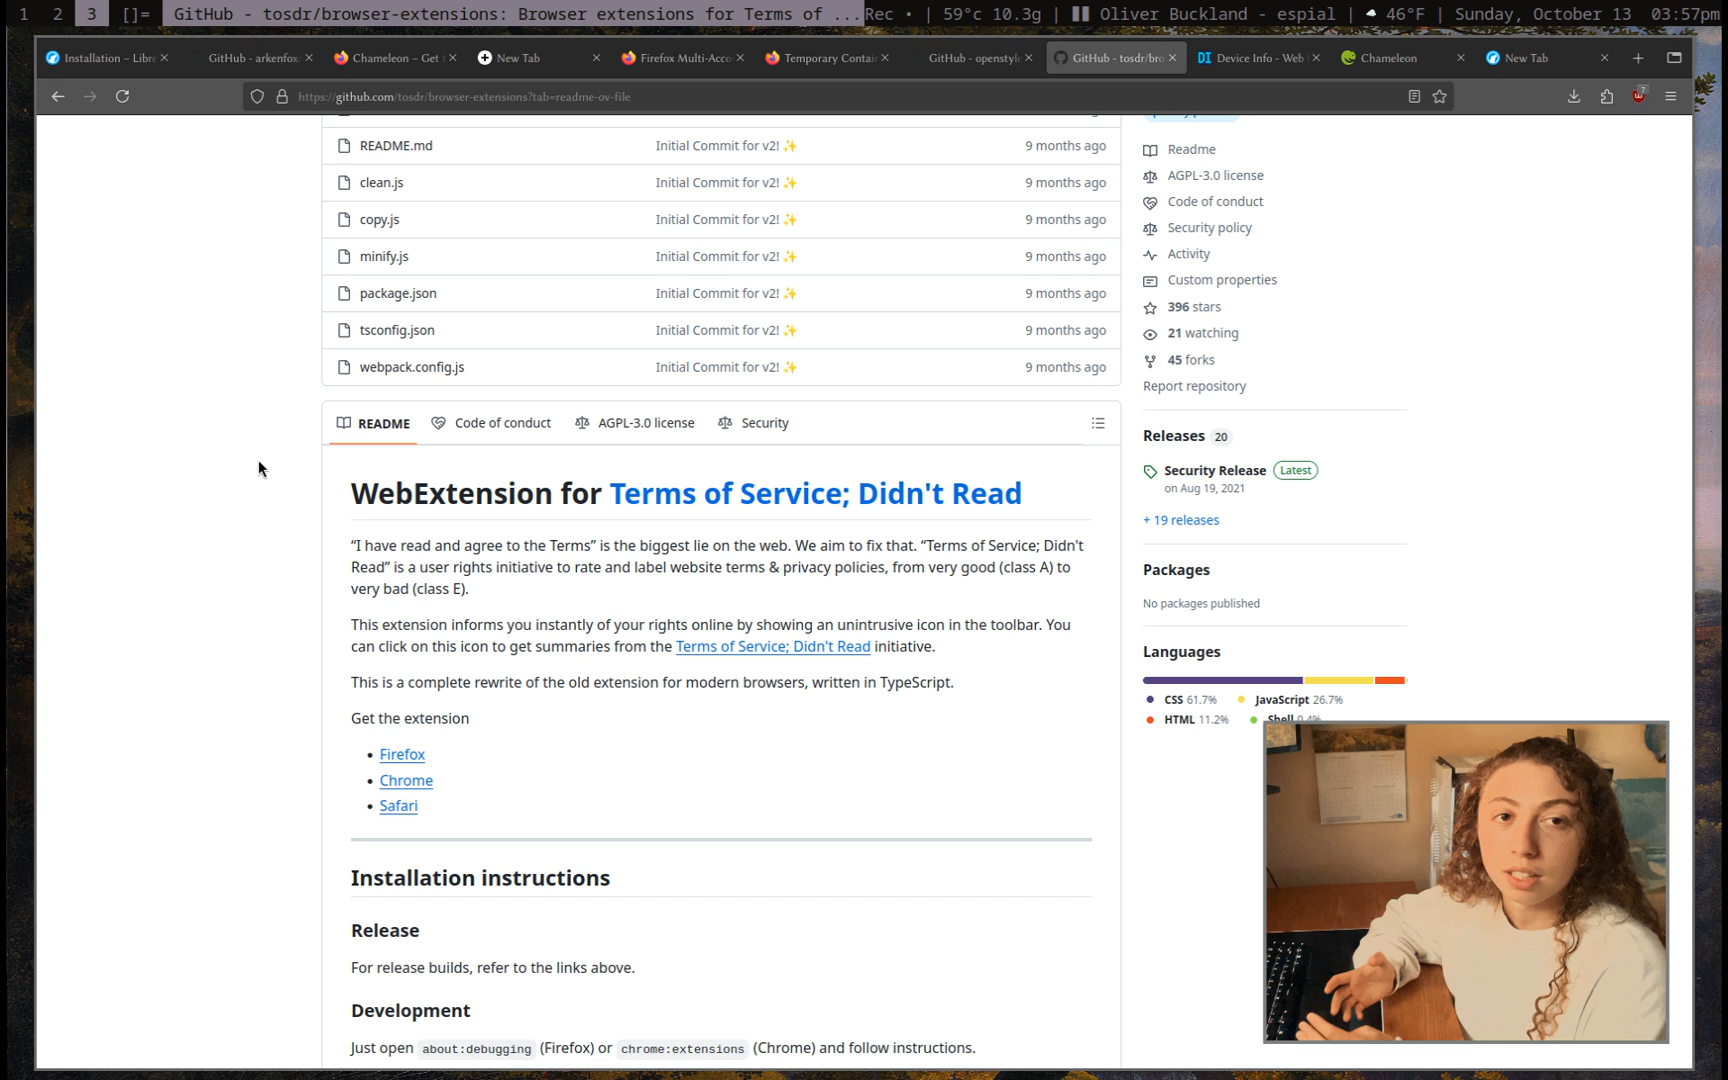 1 2 3 []= GitHub - tosdr/browser-extensions: Browser extensions for Terms of ... Rec • | 59°c 10.3g | Oliver Buckland - espial | 46°F | Sunday, October 13 03:57pm
Installation – Libre GitHub - arkenfox Chameleon – Get New Tab Firefox Multi-Acco Temporary Contai GitHub - openstyle GitHub - tosdr/bro DI Device Info - Web Chameleon New Tab
https://github.com/tosdr/browser-extensions?tab=readme-ov-file 7
README.md Initial Commit for v2! ✨ 9 months ago
clean.js Initial Commit for v2! ✨ 9 months ago
copy.js Initial Commit for v2! ✨ 9 months ago
minify.js Initial Commit for v2! ✨ 9 months ago
package.json Initial Commit for v2! ✨ 9 months ago
tsconfig.json Initial Commit for v2! ✨ 9 months ago
webpack.config.js Initial Commit for v2! ✨ 9 months ago
README Code of conduct AGPL-3.0 license Security
WebExtension for Terms of Service; Didn't Read
“I have read and agree to the Terms” is the biggest lie on the web. We aim to fix that. “Terms of Service; Didn't
Read” is a user rights initiative to rate and label website terms & privacy policies, from very good (class A) to
very bad (class E).
This extension informs you instantly of your rights online by showing an unintrusive icon in the toolbar. You
can click on this icon to get summaries from the Terms of Service; Didn't Read initiative.
This is a complete rewrite of the old extension for modern browsers, written in TypeScript.
Get the extension
• Firefox
• Chrome
• Safari
Installation instructions
Release
For release builds, refer to the links above.
Development
Just open about:debugging (Firefox) or chrome:extensions (Chrome) and follow instructions.
Readme
AGPL-3.0 license
Code of conduct
Security policy
Activity
Custom properties
396 stars
21 watching
45 forks
Report repository
Releases 20
Security Release Latest
on Aug 19, 2021
+ 19 releases
Packages
No packages published
Languages
CSS 61.7% JavaScript 26.7%
HTML 11.2% Shell 0.4%